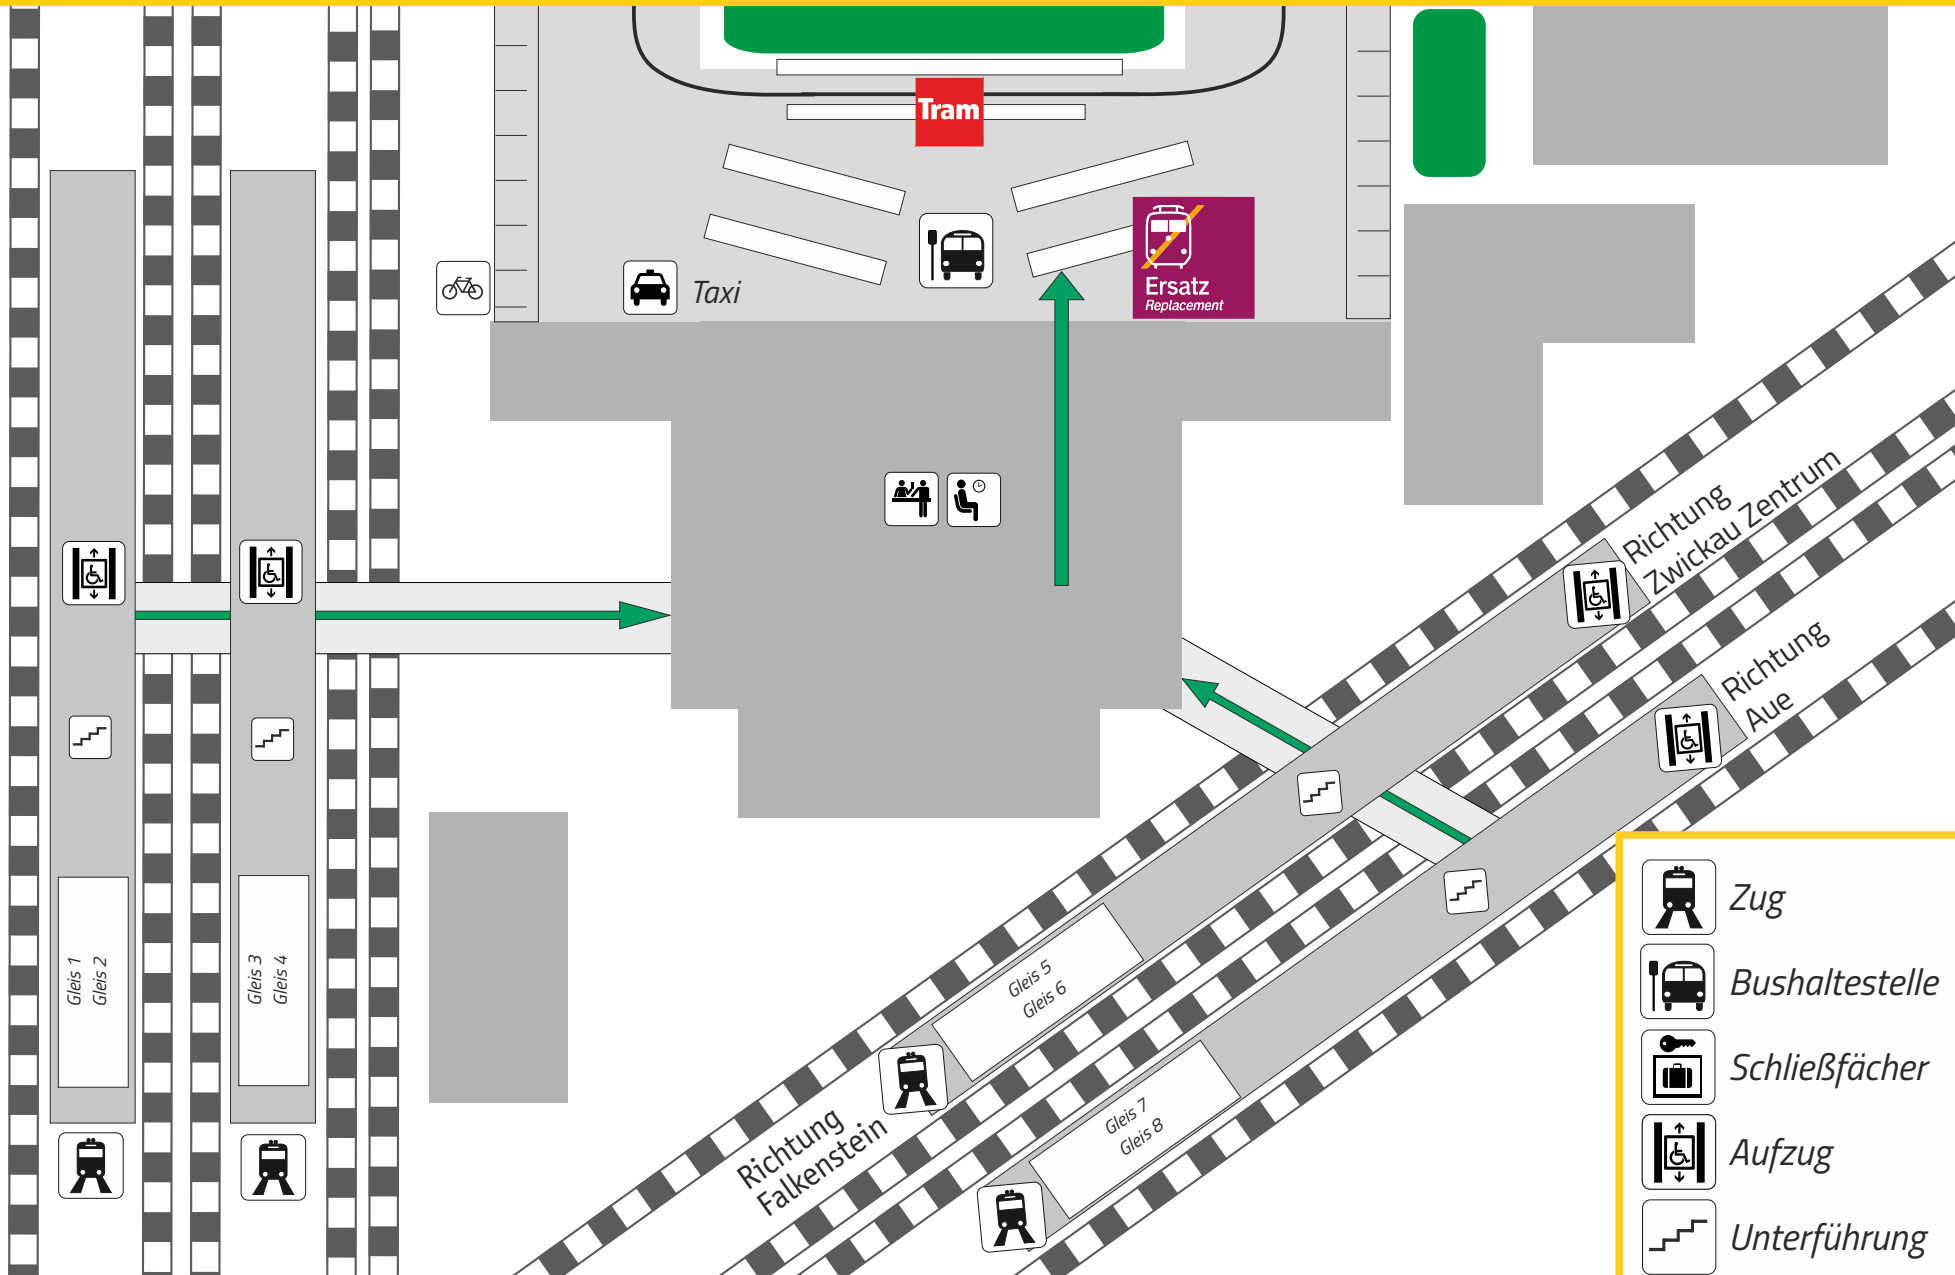 Tram
Ersatz
Replacement
Taxi
Richtung
Zwickau Zentrum
Richtung
Aue
Gleis 1
Gleis 2
Gleis 3
Gleis 4
Gleis 5
Gleis 6
Gleis 7
Gleis 8
Richtung
Falkenstein
Zug
Bushaltestelle
Schließfächer
Aufzug
Unterführung